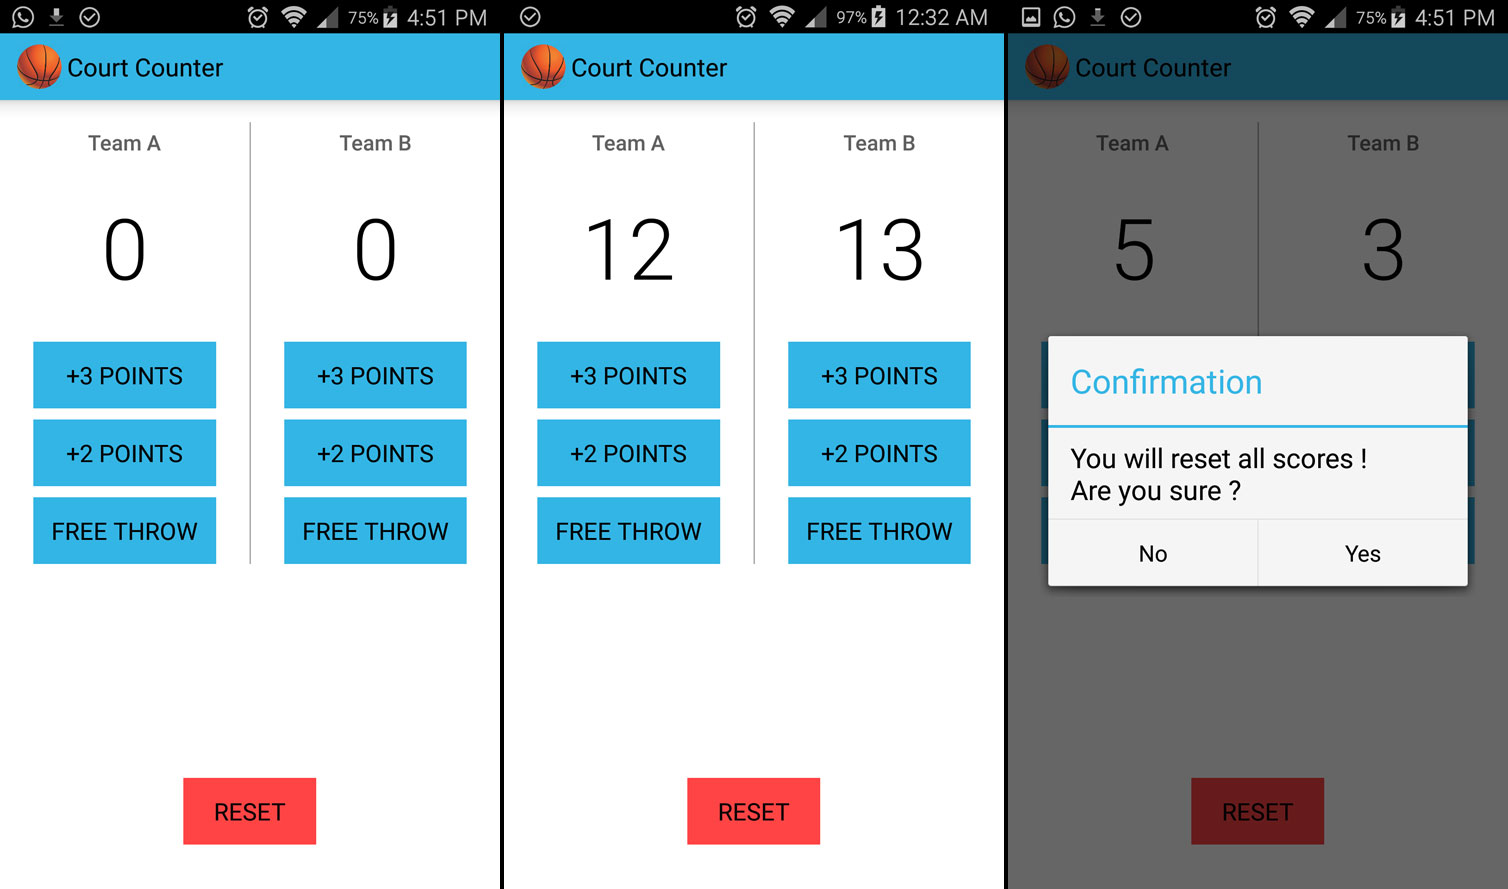 75% 4:51 PM
Court Counter
Team A Team B
0 0
+3 POINTS +3 POINTS
+2 POINTS +2 POINTS
FREE THROW FREE THROW
RESET
97% 12:32 AM
Court Counter
Team A Team B
12 13
+3 POINTS +3 POINTS
+2 POINTS +2 POINTS
FREE THROW FREE THROW
RESET
75% 4:51 PM
Court Counter
Team A Team B
5 3
Confirmation
You will reset all scores !
Are you sure ?
No Yes
RESET